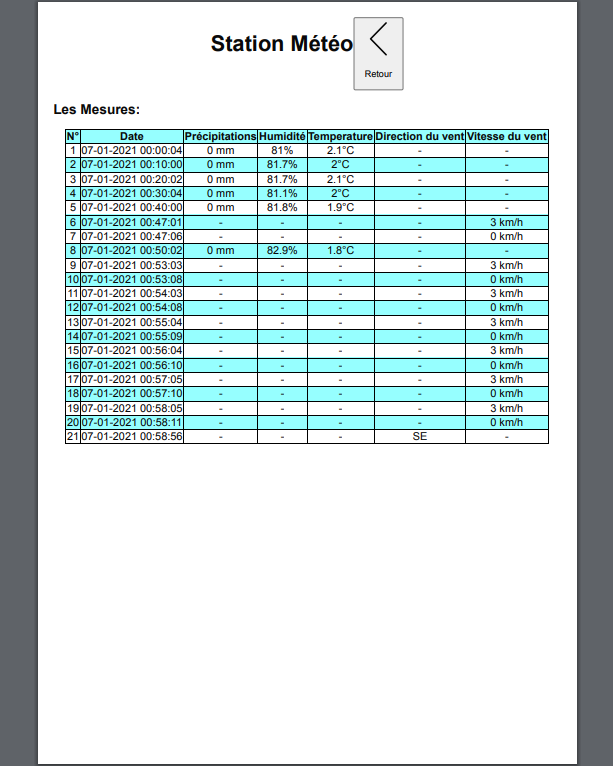 Station Météo
Retour
Les Mesures:
N° Date Précipitations Humidité Temperature Direction du vent Vitesse du vent
1 07-01-2021 00:00:04 0 mm 81% 2.1°C - -
2 07-01-2021 00:10:00 0 mm 81.7% 2°C - -
3 07-01-2021 00:20:02 0 mm 81.7% 2.1°C - -
4 07-01-2021 00:30:04 0 mm 81.1% 2°C - -
5 07-01-2021 00:40:00 0 mm 81.8% 1.9°C - -
6 07-01-2021 00:47:01 - - - - 3 km/h
7 07-01-2021 00:47:06 - - - - 0 km/h
8 07-01-2021 00:50:02 0 mm 82.9% 1.8°C - -
9 07-01-2021 00:53:03 - - - - 3 km/h
10 07-01-2021 00:53:08 - - - - 0 km/h
11 07-01-2021 00:54:03 - - - - 3 km/h
12 07-01-2021 00:54:08 - - - - 0 km/h
13 07-01-2021 00:55:04 - - - - 3 km/h
14 07-01-2021 00:55:09 - - - - 0 km/h
15 07-01-2021 00:56:04 - - - - 3 km/h
16 07-01-2021 00:56:10 - - - - 0 km/h
17 07-01-2021 00:57:05 - - - - 3 km/h
18 07-01-2021 00:57:10 - - - - 0 km/h
19 07-01-2021 00:58:05 - - - - 3 km/h
20 07-01-2021 00:58:11 - - - - 0 km/h
21 07-01-2021 00:58:56 - - - SE -